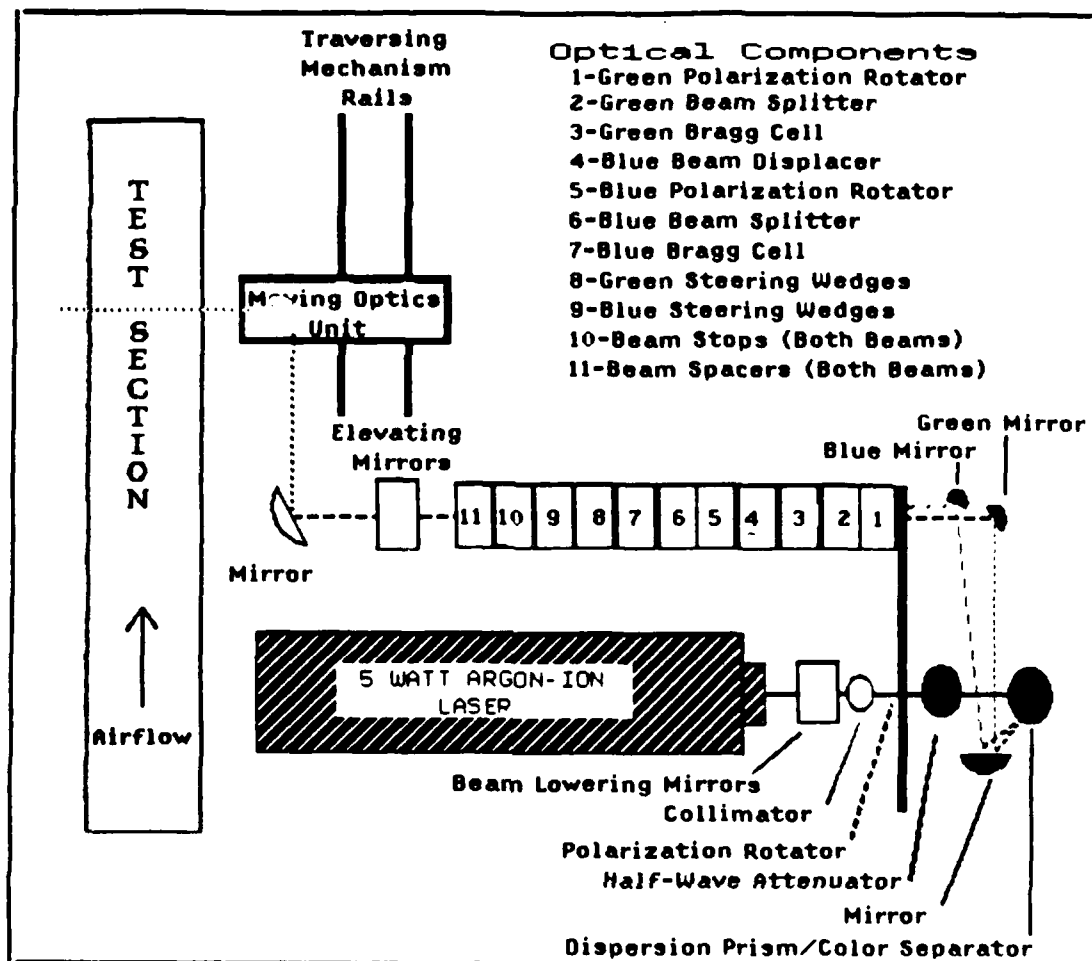 Traversing
Mechanism
Rails
Optical Components
1-Green Polarization Rotator
2-Green Beam Splitter
3-Green Bragg Cell
4-Blue Beam Displacer
5-Blue Polarization Rotator
6-Blue Beam Splitter
7-Blue Bragg Cell
8-Green Steering Wedges
9-Blue Steering Wedges
10-Beam Stops (Both Beams)
11-Beam Spacers (Both Beams)
TEST SECTION
Moving Optics
Unit
Elevating
Mirrors
Green Mirror
Blue Mirror
11 10 9 8 7 6 5 4 3 2 1
Mirror
5 WATT ARGON-ION
LASER
Airflow
Beam Lowering Mirrors
Collimator
Polarization Rotator
Half-Wave Attenuator
Mirror
Dispersion Prism/Color Separator